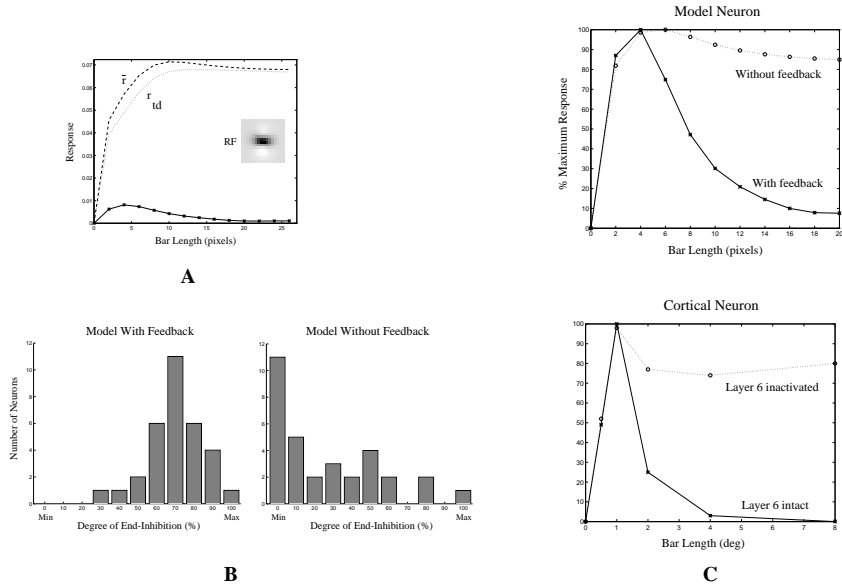 Response
0.07
0.06
0.05
0.04
0.03
0.02
0.01
0
r̄
r
td
RF
0 5 10 15 20 25
Bar Length (pixels)
A
Model With Feedback
Number of Neurons
12
10
8
6
4
2
0
0 10 20 30 40 50 60 70 80 90 100
Min Max
Degree of End-Inhibition (%)
Model Without Feedback
12
10
8
6
4
2
0
0 10 20 30 40 50 60 70 80 90 100
Min Max
Degree of End-Inhibition (%)
B
Model Neuron
% Maximum Response
100
90
80
70
60
50
40
30
20
10
0
Without feedback
With feedback
0 2 4 6 8 10 12 14 16 18 20
Bar Length (pixels)
Cortical Neuron
100
90
80
70
60
50
40
30
20
10
0
Layer 6 inactivated
Layer 6 intact
0 1 2 3 4 5 6 7 8
Bar Length (deg)
C